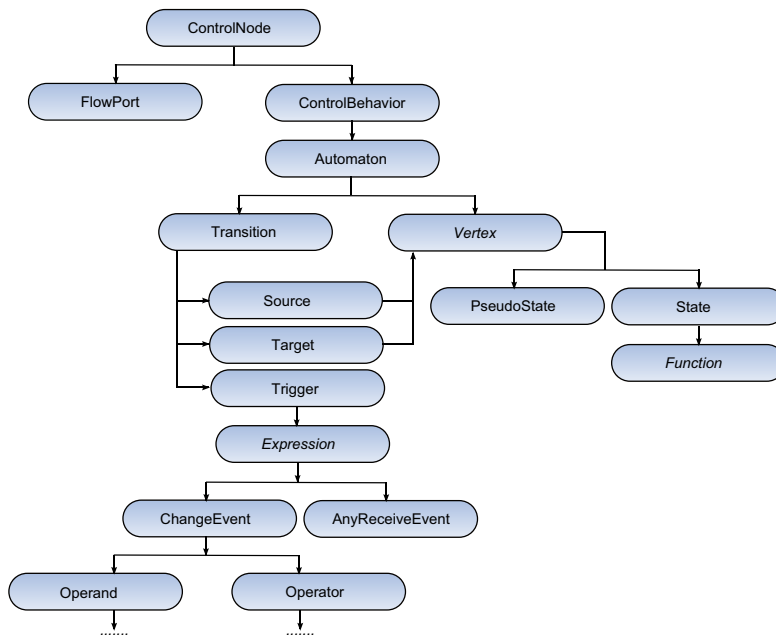 ControlNode
FlowPort
ControlBehavior
Automaton
Transition
Vertex
Source
PseudoState
State
Target
Function
Trigger
Expression
ChangeEvent
AnyReceiveEvent
Operand
Operator
.......
.......